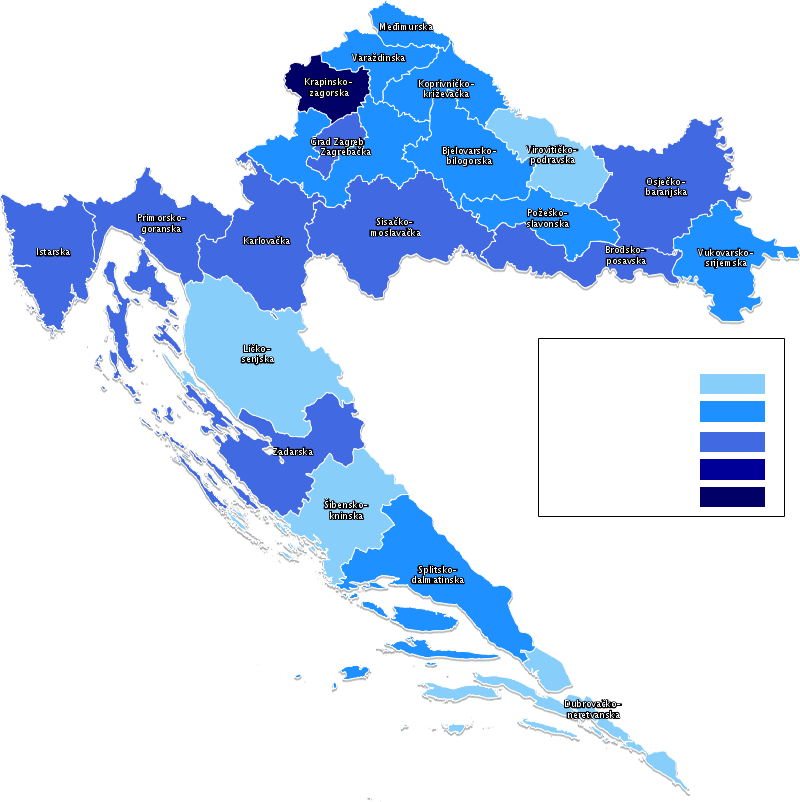 Međimurska
Varaždinska
Krapinsko-
zagorska
Koprivničko-
križevačka
Grad Zagreb
Zagrebačka
Bjelovarsko-
bilogorska
Virovitičko-
podravska
Osječko-
baranjska
Primorsko-
goranska
Istarska
Karlovačka
Sisačko-
moslavačka
Požeško-
slavonska
Brodsko-
posavska
Vukovarsko-
srijemska
Ličko-
senjska
Zadarska
Šibensko-
kninska
Splitsko-
dalmatinska
Dubrovačko-
neretvanska